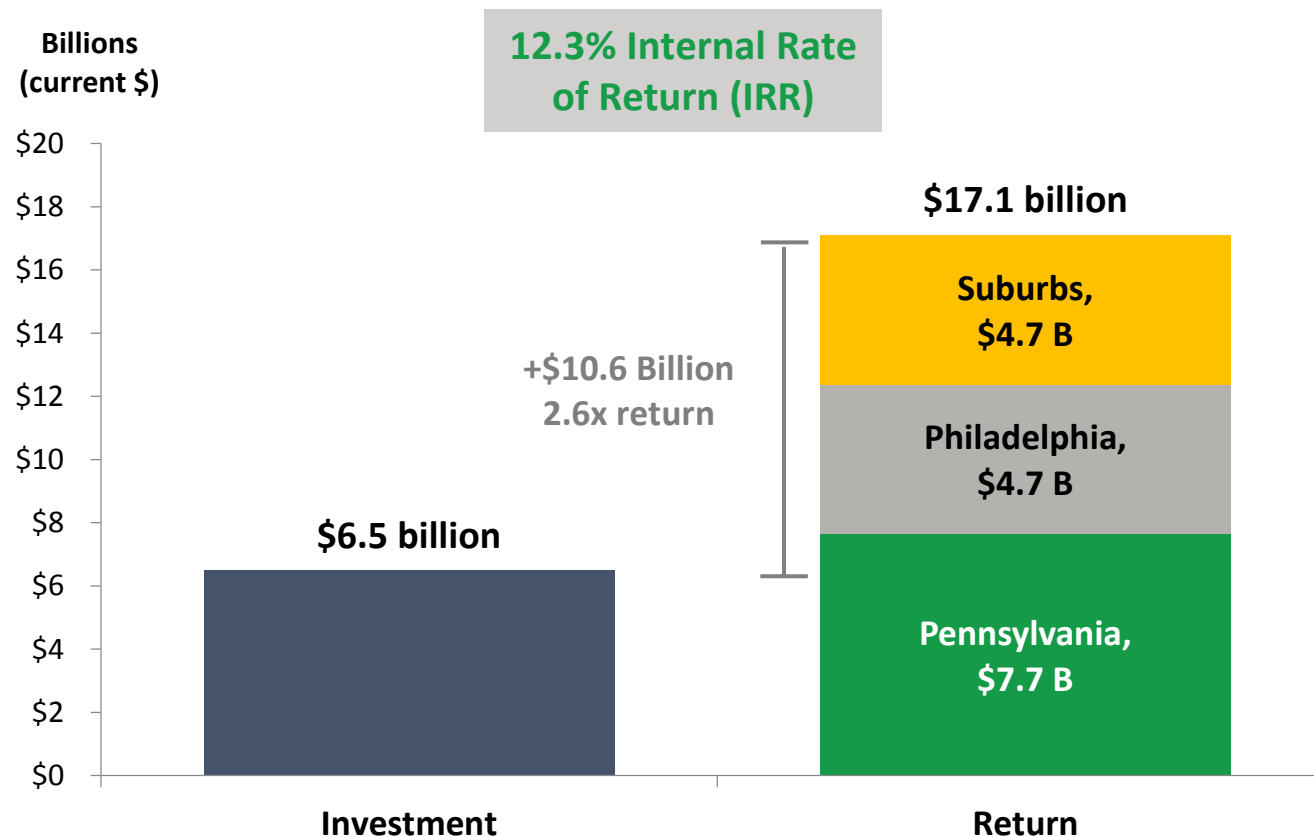 Billions
(current $)
12.3% Internal Rate
of Return (IRR)
$20
$18
$16
$14
$12
$10
$8
$6
$4
$2
$0
$6.5 billion
+$10.6 Billion
2.6x return
$17.1 billion
Suburbs,
$4.7 B
Philadelphia,
$4.7 B
Pennsylvania,
$7.7 B
Investment
Return